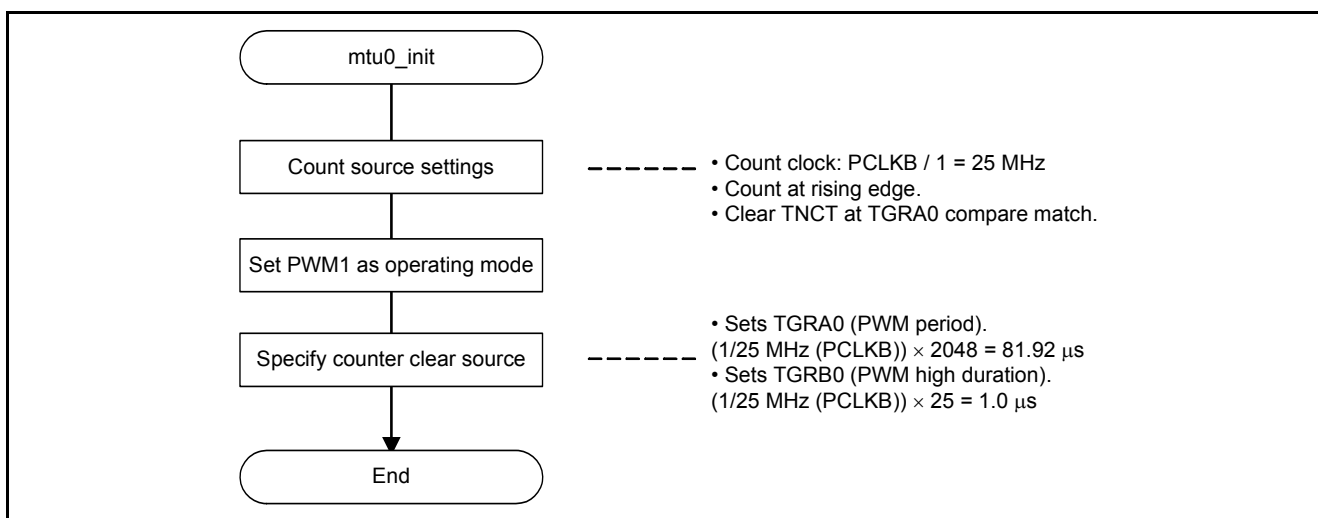 mtu0_init
Count source settings
• Count clock: PCLKB / 1 = 25 MHz
• Count at rising edge.
• Clear TNCT at TGRA0 compare match.
Set PWM1 as operating mode
Specify counter clear source
• Sets TGRA0 (PWM period).
(1/25 MHz (PCLKB)) × 2048 = 81.92 μs
• Sets TGRB0 (PWM high duration).
(1/25 MHz (PCLKB)) × 25 = 1.0 μs
End